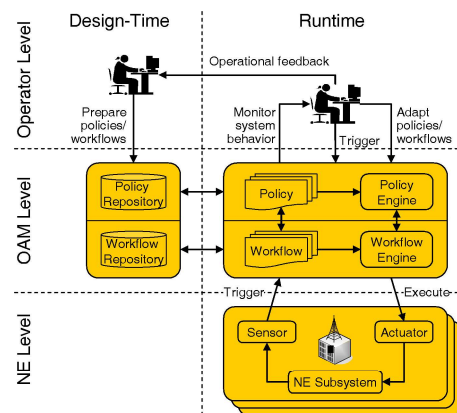 Design-Time
Runtime
Operator Level
Operational feedback
Prepare
policies/
workflows
Monitor
system
behavior
Trigger
Adapt
policies/
workflows
OAM Level
Policy
Repository
Policy
Policy
Engine
Workflow
Repository
Workflow
Workflow
Engine
Trigger
Execute
NE Level
Sensor
Actuator
NE Subsystem